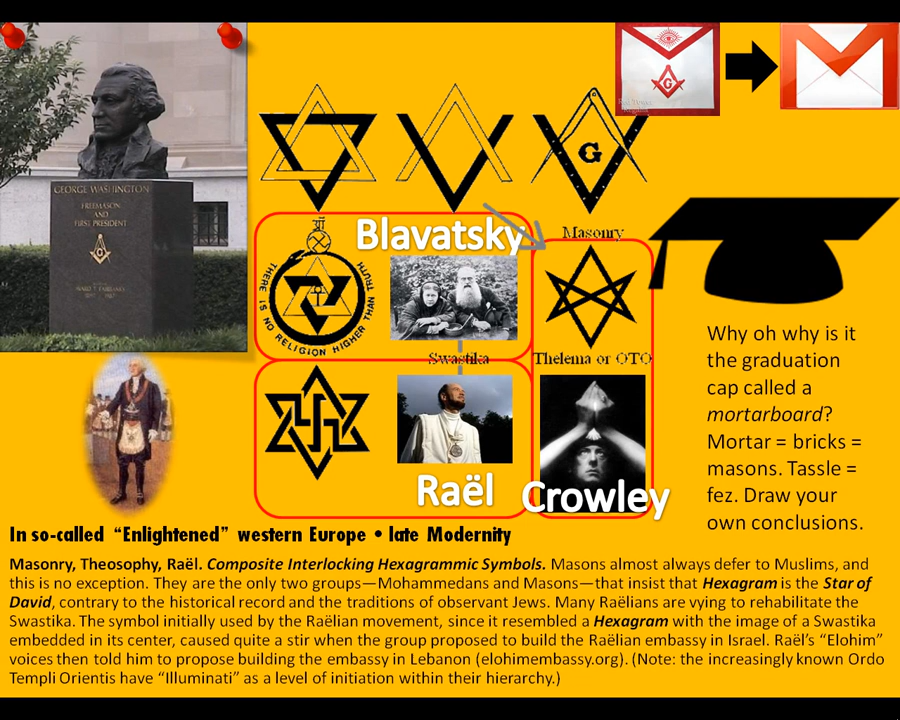 GEORGE WASHINGTON
FREEMASON
AND
FIRST PRESIDENT
G
G
M
Blavatsky
Masonry
THERE IS NO RELIGION HIGHER THAN TRUTH
Swastika
Thelema or OTO
Raël
Crowley
Why oh why is it
the graduation
cap called a
mortarboard?
Mortar = bricks =
masons. Tassle =
fez. Draw your
own conclusions.
In so-called “Enlightened” western Europe • late Modernity
Masonry, Theosophy, Raël. Composite Interlocking Hexagrammic Symbols. Masons almost always defer to Muslims, and
this is no exception. They are the only two groups—Mohammedans and Masons—that insist that Hexagram is the Star of
David, contrary to the historical record and the traditions of observant Jews. Many Raëlians are vying to rehabilitate the
Swastika. The symbol initially used by the Raëlian movement, since it resembled a Hexagram with the image of a Swastika
embedded in its center, caused quite a stir when the group proposed to build the Raëlian embassy in Israel. Raël’s “Elohim”
voices then told him to propose building the embassy in Lebanon (elohimembassy.org). (Note: the increasingly known Ordo
Templi Orientis have “Illuminati” as a level of initiation within their hierarchy.)